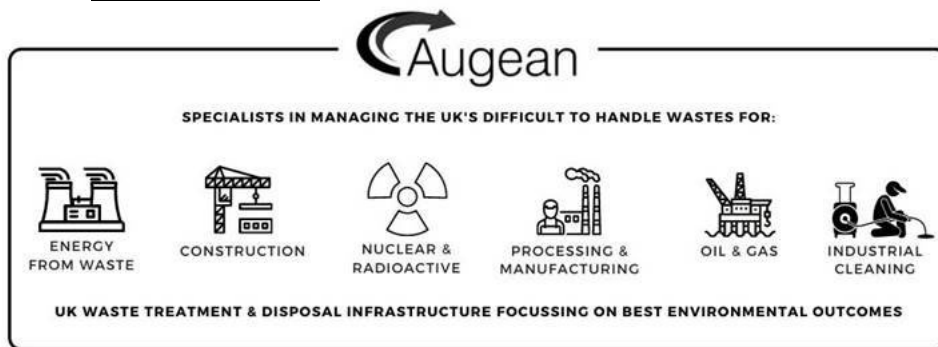 Augean
SPECIALISTS IN MANAGING THE UK'S DIFFICULT TO HANDLE WASTES FOR:
ENERGY
FROM WASTE
CONSTRUCTION
NUCLEAR &
RADIOACTIVE
PROCESSING &
MANUFACTURING
OIL & GAS
INDUSTRIAL
CLEANING
UK WASTE TREATMENT & DISPOSAL INFRASTRUCTURE FOCUSSING ON BEST ENVIRONMENTAL OUTCOMES